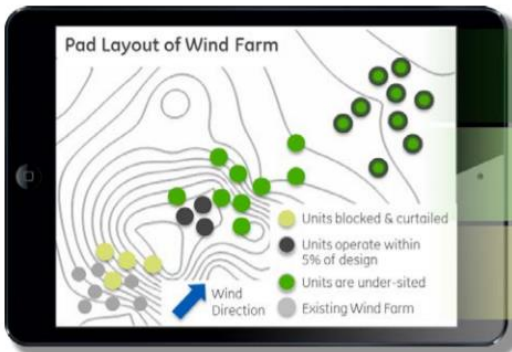 Pad Layout of Wind Farm
Units blocked & curtailed
Units operate within
5% of design
Units are under-sited
Existing Wind Farm
Wind
Direction